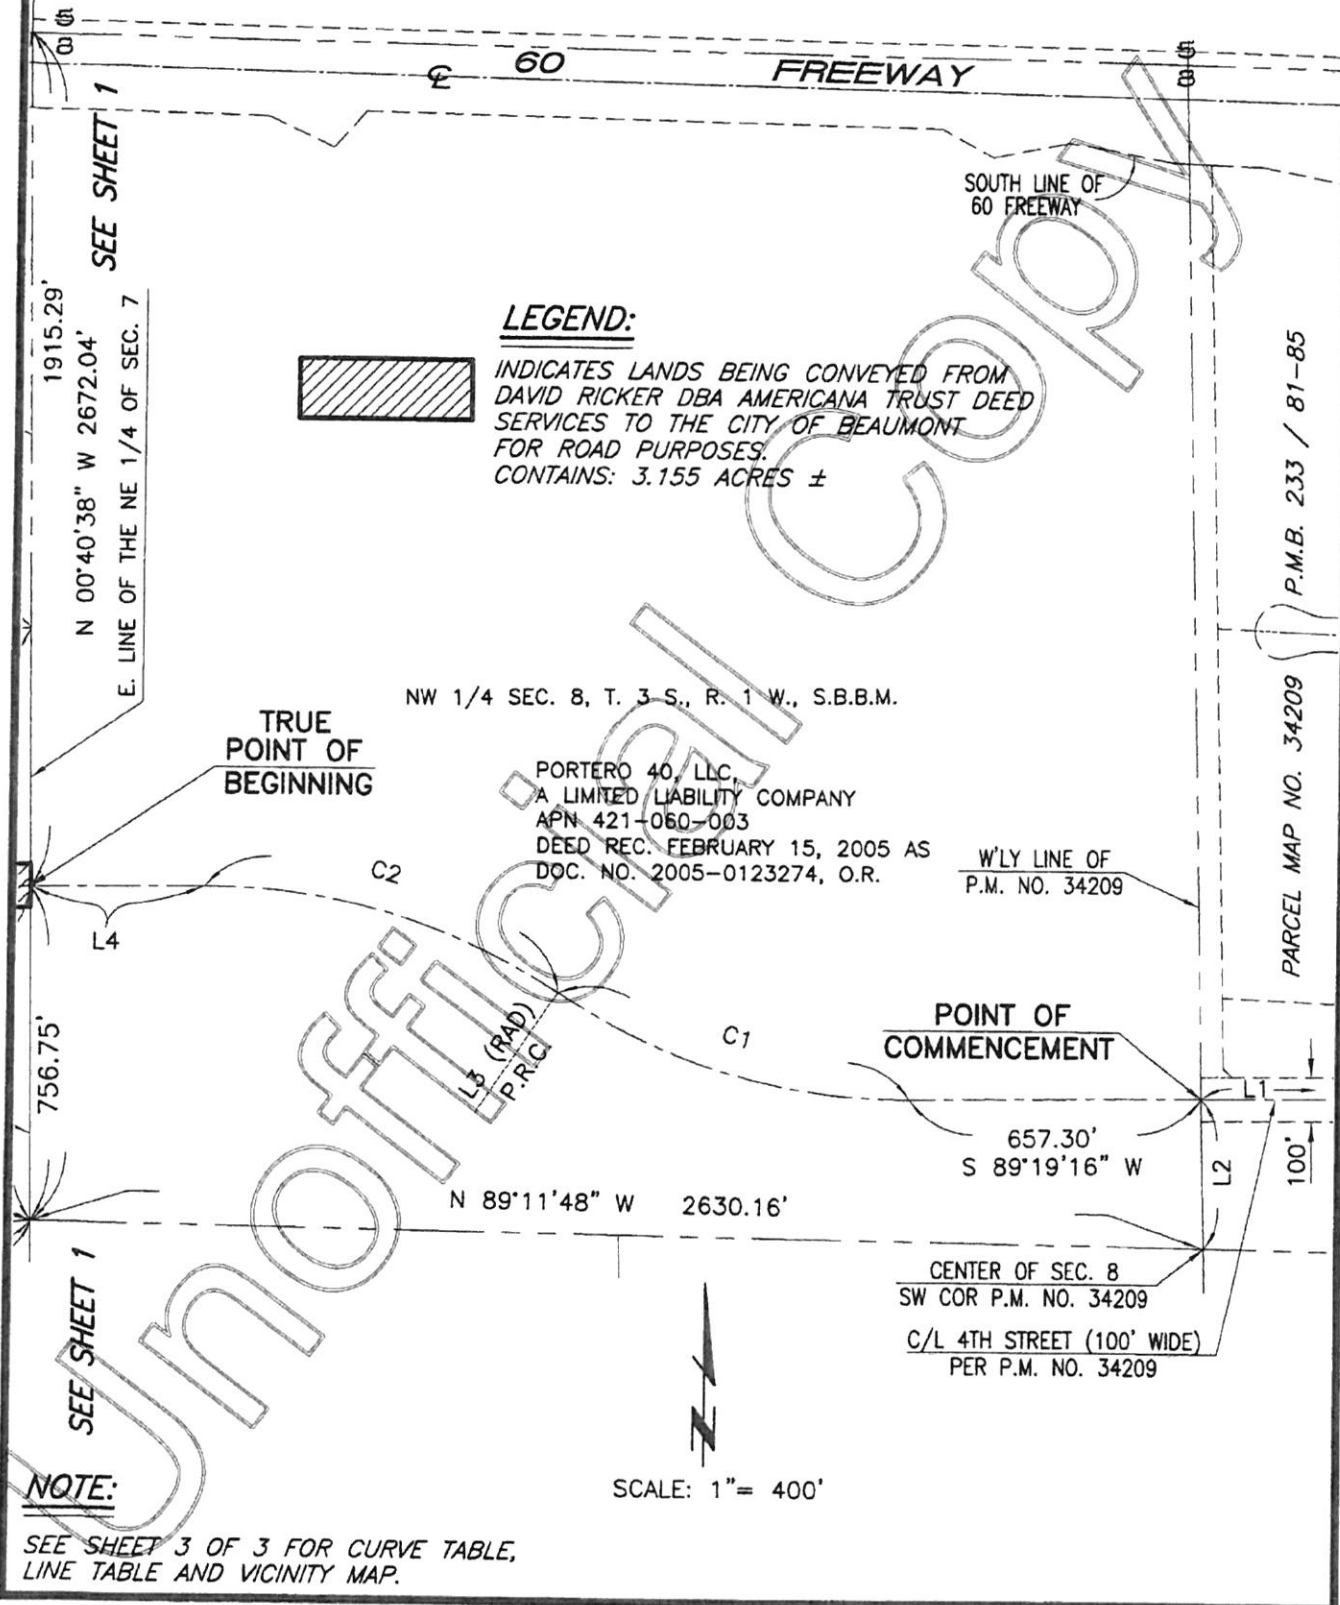 5
8
60 FREEWAY
℄
5
8
SEE SHEET 1
SOUTH LINE OF
60 FREEWAY
1915.29'
N 00°40'38" W 2672.04'
E. LINE OF THE NE 1/4 OF SEC. 7
LEGEND:
INDICATES LANDS BEING CONVEYED FROM
DAVID RICKER DBA AMERICANA TRUST DEED
SERVICES TO THE CITY OF BEAUMONT
FOR ROAD PURPOSES.
CONTAINS: 3.155 ACRES ±
PARCEL MAP NO. 34209 P.M.B. 233 / 81-85
NW 1/4 SEC. 8, T. 3 S., R. 1 W., S.B.B.M.
TRUE
POINT OF
BEGINNING
PORTERO 40, LLC,
A LIMITED LIABILITY COMPANY
APN 421-060-003
DEED REC. FEBRUARY 15, 2005 AS
DOC. NO. 2005-0123274, O.R.
W'LY LINE OF
P.M. NO. 34209
C2
L4
L3 (RAD)
P.R.C.
C1
POINT OF
COMMENCEMENT
756.75'
L1
657.30'
S 89°19'16" W
L2
100'
N 89°11'48" W 2630.16'
CENTER OF SEC. 8
SW COR P.M. NO. 34209
C/L 4TH STREET (100' WIDE)
PER P.M. NO. 34209
SEE SHEET 1
N
SCALE: 1"= 400'
NOTE:
SEE SHEET 3 OF 3 FOR CURVE TABLE,
LINE TABLE AND VICINITY MAP.
Unofficial Copy